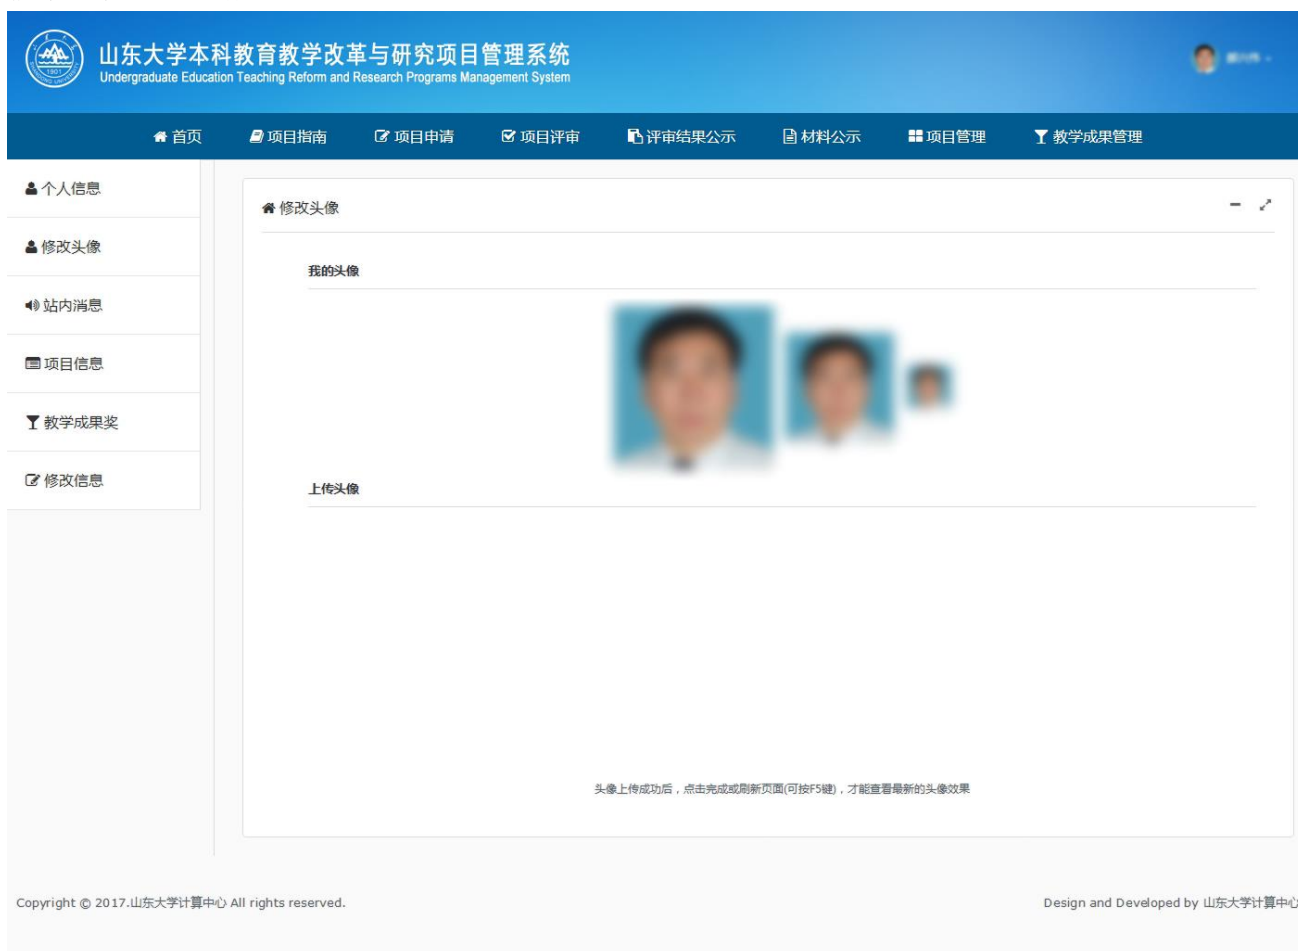 山东大学本科教育教学改革与研究项目管理系统
Undergraduate Education Teaching Reform and Research Programs Management System
首页 项目指南 项目申请 项目评审 评审结果公示 材料公示 项目管理 教学成果管理
个人信息
修改头像
站内消息
项目信息
教学成果奖
修改信息
修改头像
我的头像
上传头像
头像上传成功后，点击完成或刷新页面(可按F5键)，才能查看最新的头像效果
Copyright © 2017.山东大学计算中心 All rights reserved.
Design and Developed by 山东大学计算中心